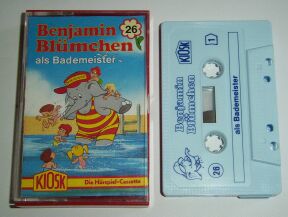 Benjamin
Blümchen
26
als Bademeister
KIOSK
Die Hörspiel-Cassette
KIOSK
1
Benjamin
Blümchen
als Bademeister
26